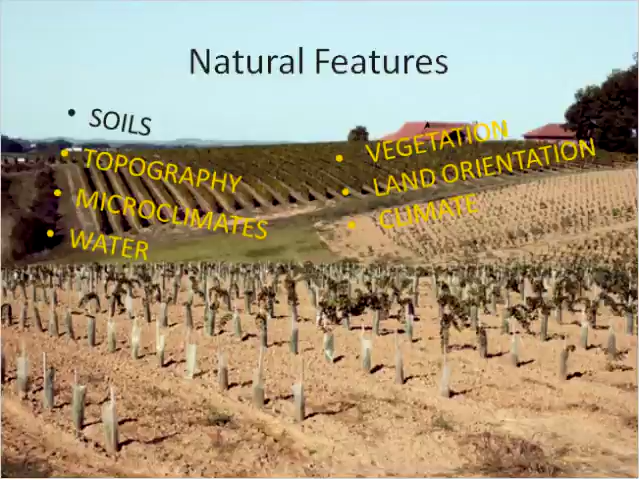 Natural Features
• SOILS
• TOPOGRAPHY
• MICROCLIMATES
• WATER
• VEGETATION
• LAND ORIENTATION
• CLIMATE